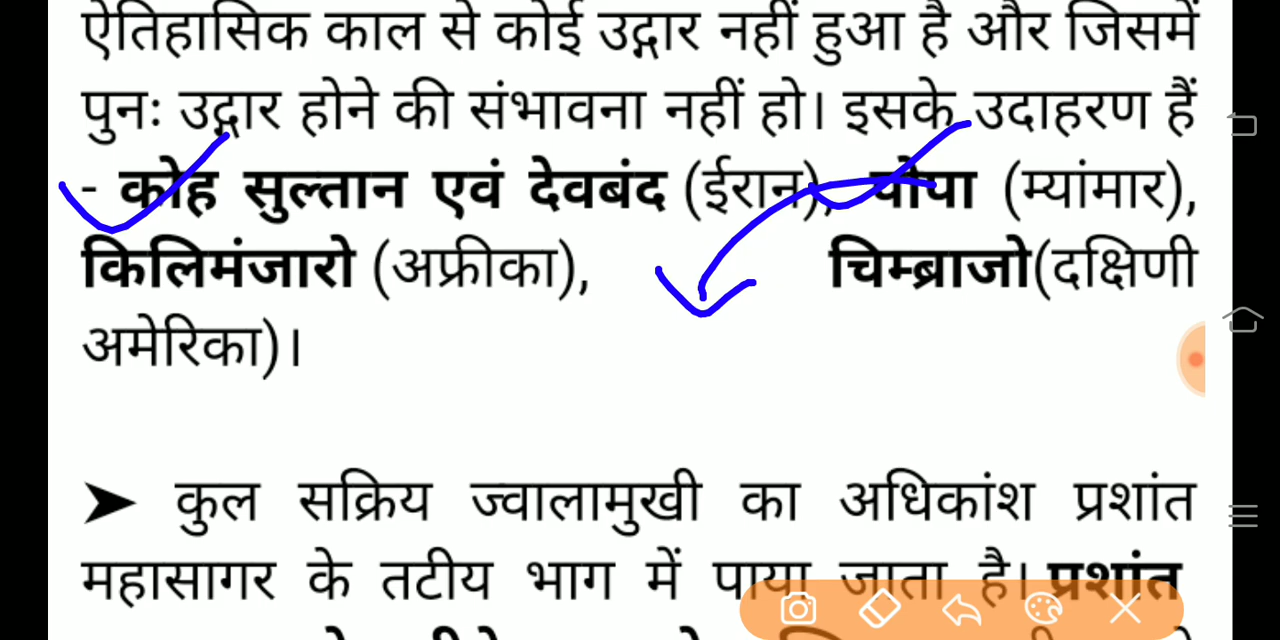 ऐतिहासिक काल से कोई उद्गार नहीं हुआ है और जिसमें
पुनः उद्गार होने की संभावना नहीं हो। इसके उदाहरण हैं
- कोह सुल्तान एवं देवबंद (ईरान), पोपा (म्यांमार),
किलिमंजारो (अफ्रीका), चिम्ब्राजो(दक्षिणी
अमेरिका)।
➤ कुल सक्रिय ज्वालामुखी का अधिकांश प्रशांत
महासागर के तटीय भाग में पाया जाता है। प्रशांत